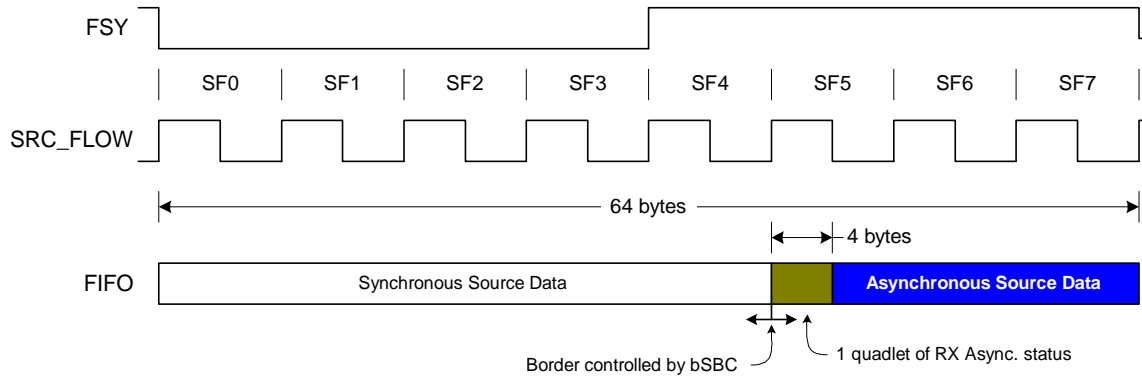 FSY
SF0 SF1 SF2 SF3 SF4 SF5 SF6 SF7
SRC_FLOW
64 bytes
4 bytes
FIFO
Synchronous Source Data
Asynchronous Source Data
Border controlled by bSBC
1 quadlet of RX Async. status